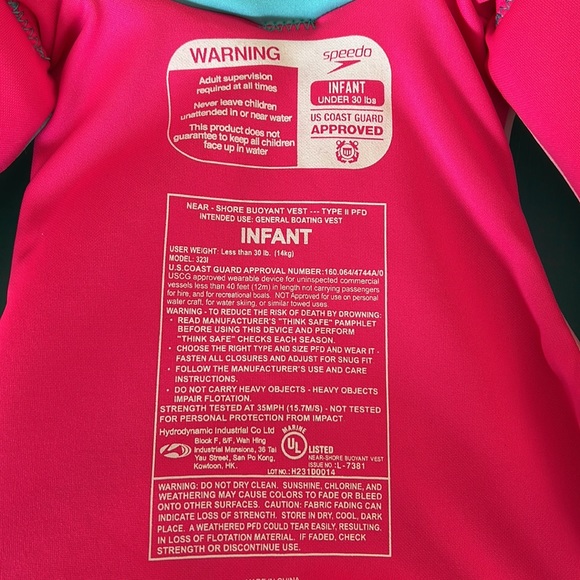 WARNING
Adult supervision
required at all times
Never leave children
unattended in or near water
This product does not
guarantee to keep all children
face up in water
speedo
INFANT
UNDER 30 lbs
US COAST GUARD
APPROVED
NEAR - SHORE BUOYANT VEST --- TYPE II PFD
INTENDED USE: GENERAL BOATING VEST
INFANT
USER WEIGHT: Less than 30 lb. (14kg)
MODEL: 323I
U.S.COAST GUARD APPROVAL NUMBER:160.064/4744A/0
USCG approved wearable device for uninspected commercial
vessels less than 40 feet (12m) in length not carrying passengers
for hire, and for recreational boats. NOT Approved for use on personal
water craft, for water skiing, or similar towed uses.
WARNING - TO REDUCE THE RISK OF DEATH BY DROWNING:
• READ MANUFACTURER'S "THINK SAFE" PAMPHLET
BEFORE USING THIS DEVICE AND PERFORM
"THINK SAFE" CHECKS EACH SEASON.
• CHOOSE THE RIGHT TYPE AND SIZE PFD AND WEAR IT -
FASTEN ALL CLOSURES AND ADJUST FOR SNUG FIT
• FOLLOW THE MANUFACTURER'S USE AND CARE
INSTRUCTIONS.
• DO NOT CARRY HEAVY OBJECTS - HEAVY OBJECTS
IMPAIR FLOTATION.
STRENGTH TESTED AT 35MPH (15.7M/S) - NOT TESTED
FOR PERSONAL PROTECTION FROM IMPACT.
Hydrodynamic Industrial Co Ltd
Block F, 6/F, Wah Hing
Industrial Mansions, 36 Tai
Yau Street, San Po Kong,
Kowloon, HK.
MARINE
UL
LISTED
NEAR-SHORE BUOYANT VEST
ISSUE NO.: L-7381
LOT NO.: H231D0014
WARNING: DO NOT DRY CLEAN. SUNSHINE, CHLORINE, AND
WEATHERING MAY CAUSE COLORS TO FADE OR BLEED
ONTO OTHER SURFACES. CAUTION: FABRIC FADING CAN
INDICATE LOSS OF STRENGTH. STORE IN DRY, COOL, DARK
PLACE. A WEATHERED PFD COULD TEAR EASILY, RESULTING
IN LOSS OF FLOTATION MATERIAL. IF FADED, CHECK
STRENGTH OR DISCONTINUE USE.
MADE IN CHINA